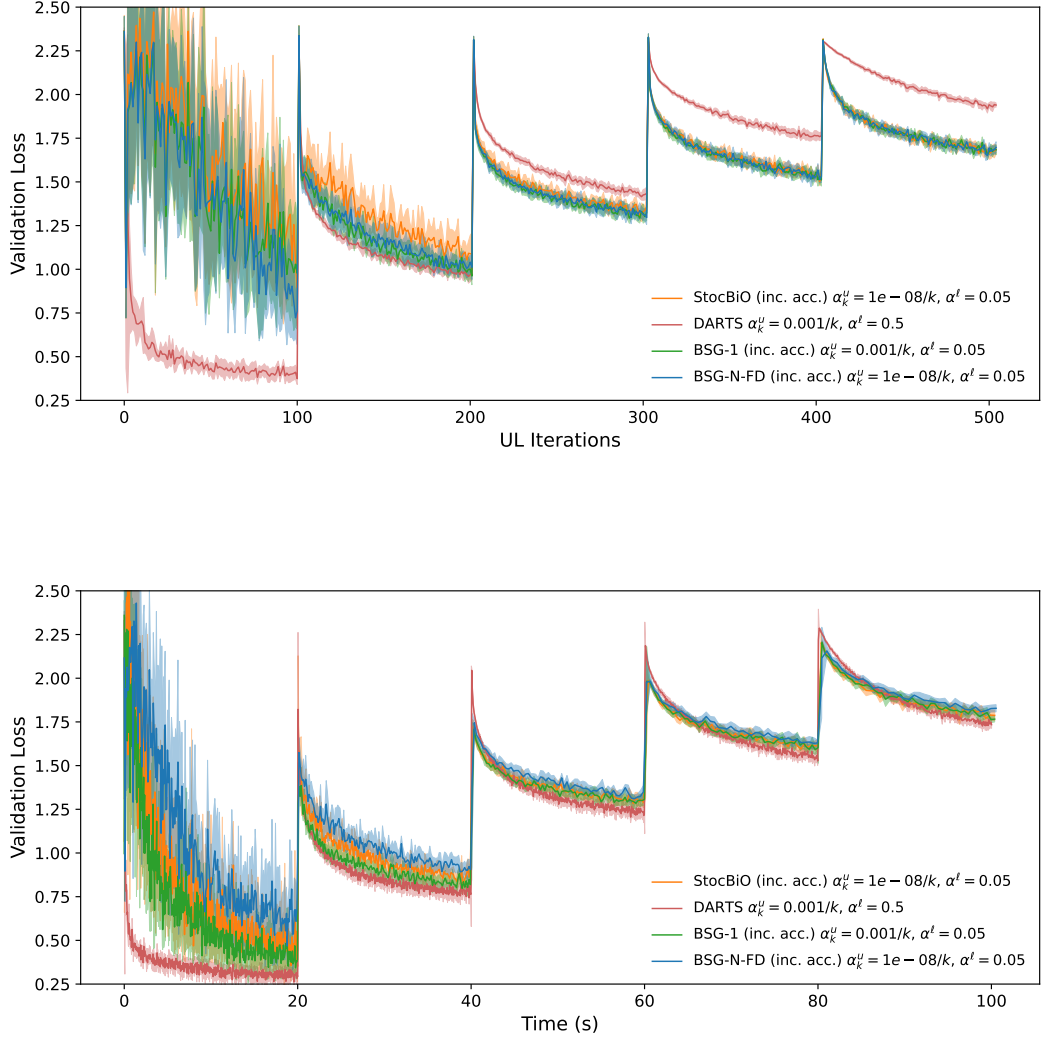 2.50
2.25
2.00
1.75
1.50
1.25
1.00
0.75
0.50
0.25
Validation Loss
StocBiO (inc. acc.) α_k^u = 1e − 08/k, α^ℓ = 0.05
DARTS α_k^u = 0.001/k, α^ℓ = 0.5
BSG-1 (inc. acc.) α_k^u = 0.001/k, α^ℓ = 0.05
BSG-N-FD (inc. acc.) α_k^u = 1e − 08/k, α^ℓ = 0.05
0 100 200 300 400 500
UL Iterations
2.50
2.25
2.00
1.75
1.50
1.25
1.00
0.75
0.50
0.25
Validation Loss
StocBiO (inc. acc.) α_k^u = 1e − 08/k, α^ℓ = 0.05
DARTS α_k^u = 0.001/k, α^ℓ = 0.5
BSG-1 (inc. acc.) α_k^u = 0.001/k, α^ℓ = 0.05
BSG-N-FD (inc. acc.) α_k^u = 1e − 08/k, α^ℓ = 0.05
0 20 40 60 80 100
Time (s)